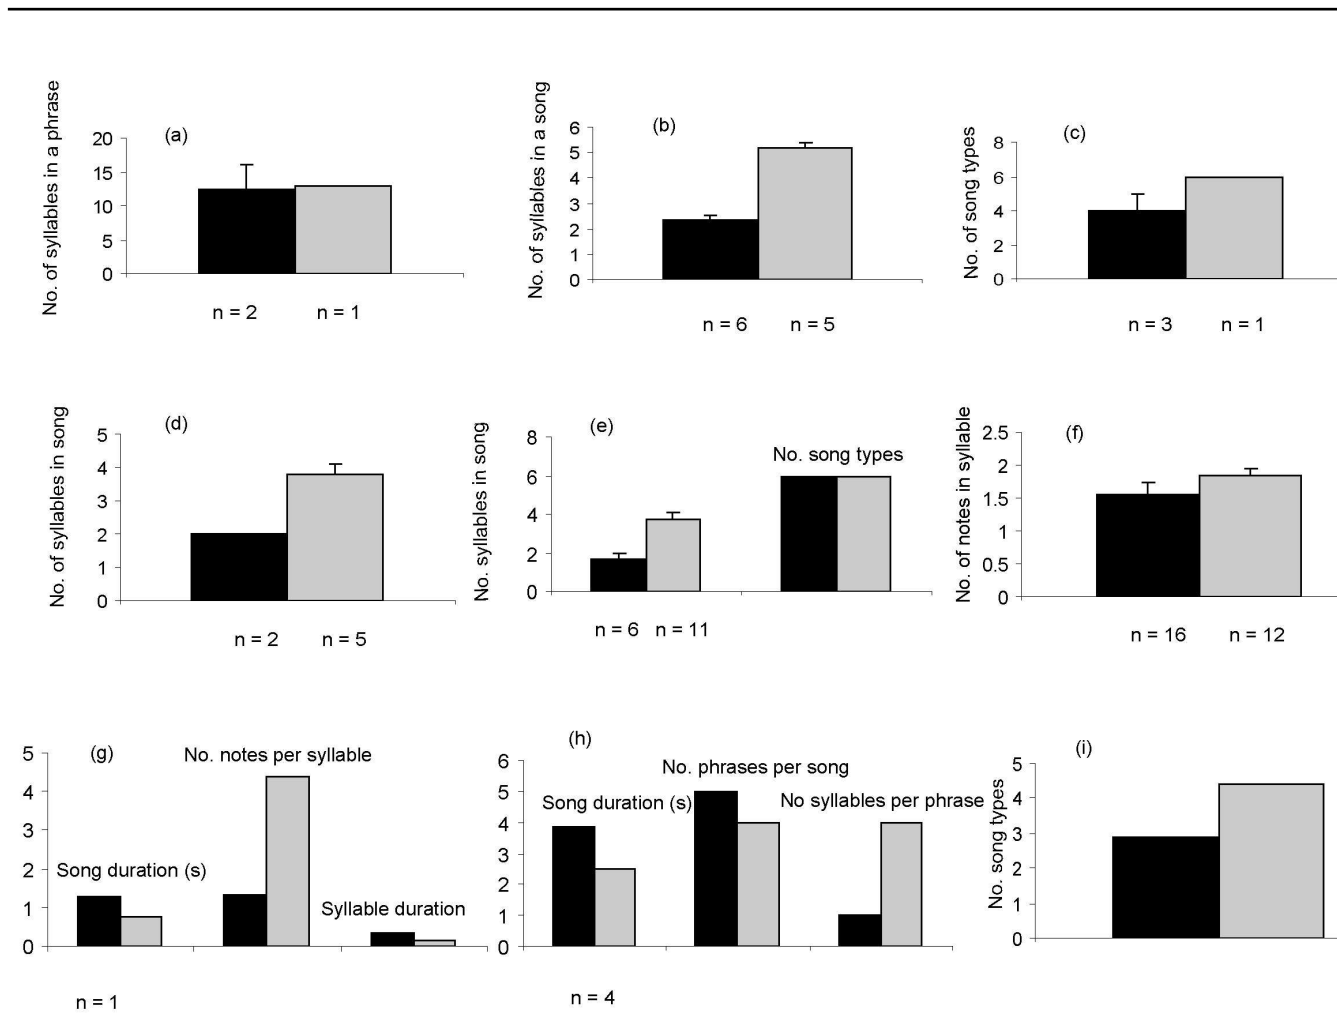 (a)
No. of syllables in a phrase
20
15
10
5
0
n = 2 n = 1
(b)
No. of syllables in a song
6
5
4
3
2
1
0
n = 6 n = 5
(c)
No. of song types
8
6
4
2
0
n = 3 n = 1
(d)
No. of syllables in song
5
4
3
2
1
0
n = 2 n = 5
(e)
No. syllables in song
8
6
4
2
0
No. song types
n = 6 n = 11
(f)
No. of notes in syllable
2.5
2
1.5
1
0.5
0
n = 16 n = 12
(g)
5
4
3
2
1
0
No. notes per syllable
Song duration (s)
Syllable duration
n = 1
(h)
6
5
4
3
2
1
0
No. phrases per song
Song duration (s)
No syllables per phrase
n = 4
(i)
No. song types
5
4
3
2
1
0